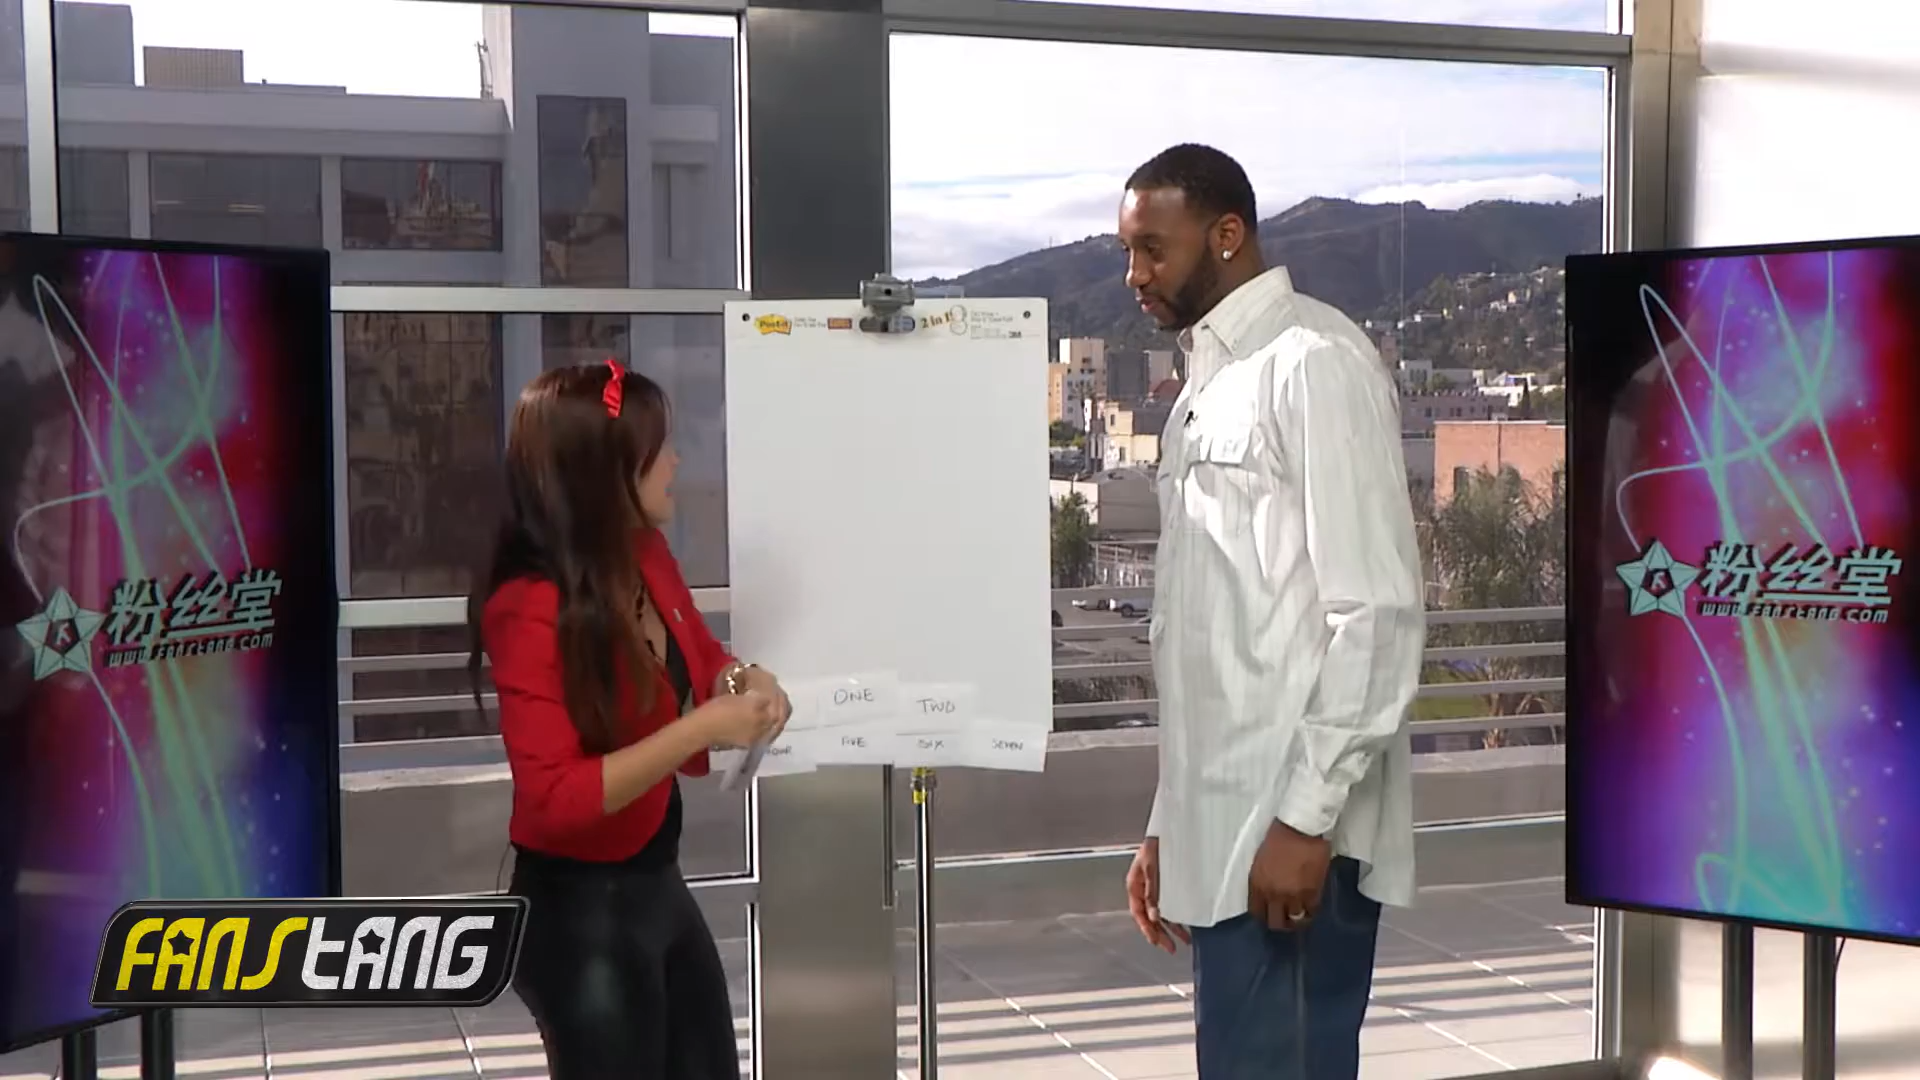 Post-it
2 in 1
3M
ONE
TWO
FOUR
FIVE
SIX
SEVEN
粉丝堂
www.fanstang.com
粉丝堂
www.fanstang.com
FANSTANG